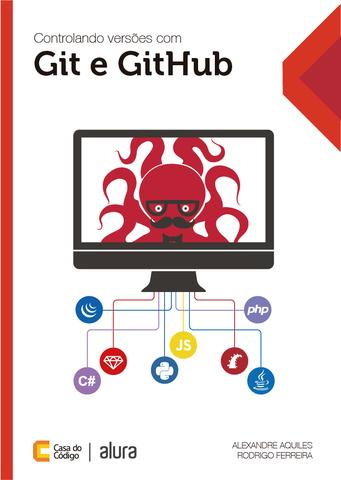 Controlando versões com
Git e GitHub
php
JS
C#
Casa do
Código
alura
ALEXANDRE AQUILES
RODRIGO FERREIRA